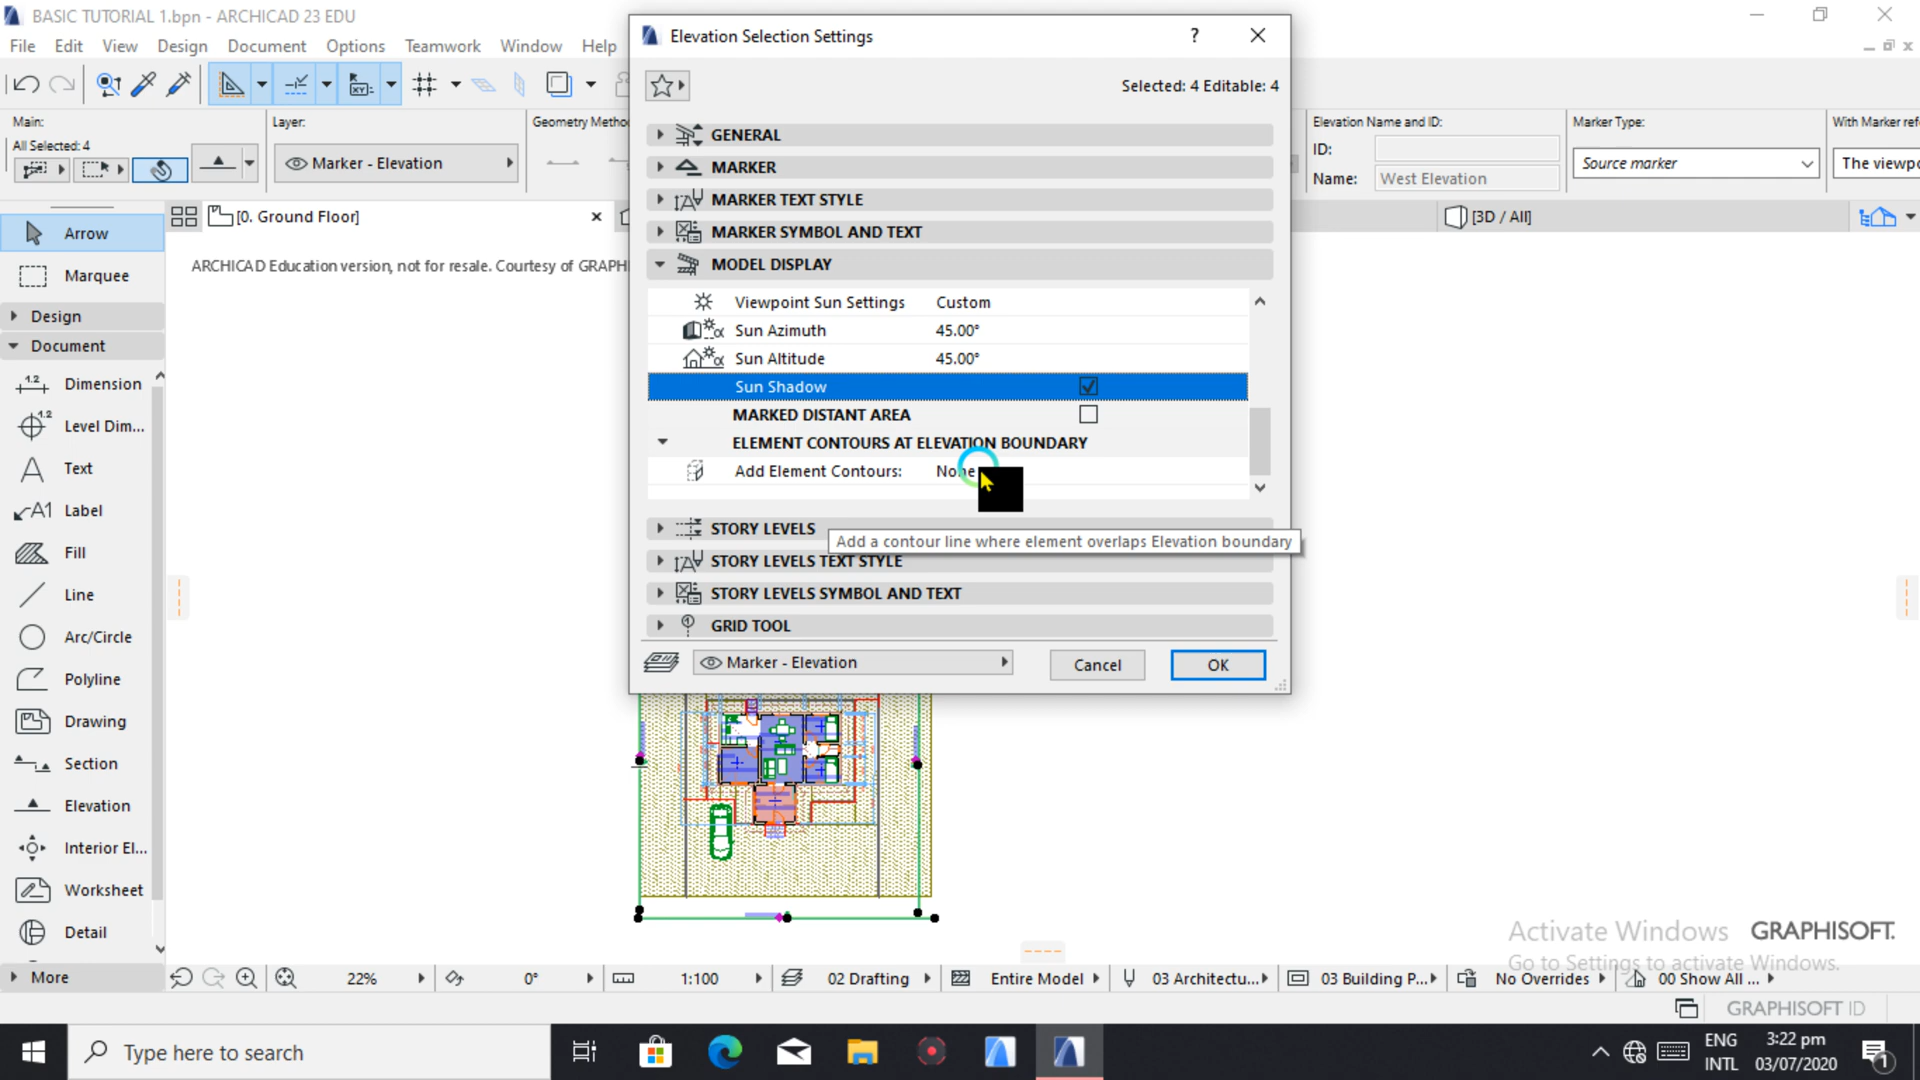 BASIC TUTORIAL 1.bpn - ARCHICAD 23 EDU
File Edit View Design Document Options Teamwork Window Help
Main:
All Selected: 4
Layer:
Marker - Elevation
Geometry Metho
Elevation Selection Settings
?
Selected: 4 Editable: 4
GENERAL
MARKER
MARKER TEXT STYLE
MARKER SYMBOL AND TEXT
MODEL DISPLAY
Viewpoint Sun Settings Custom
Sun Azimuth 45.00°
Sun Altitude 45.00°
Sun Shadow
MARKED DISTANT AREA
ELEMENT CONTOURS AT ELEVATION BOUNDARY
Add Element Contours: None
STORY LEVELS
Add a contour line where element overlaps Elevation boundary
STORY LEVELS TEXT STYLE
STORY LEVELS SYMBOL AND TEXT
GRID TOOL
Marker - Elevation
Cancel
OK
Elevation Name and ID:
ID:
Name: West Elevation
Marker Type:
Source marker
With Marker ref
The viewpo
[0. Ground Floor]
[3D / All]
ARCHICAD Education version, not for resale. Courtesy of GRAPHI
Arrow
Marquee
Design
Document
1.2 Dimension
1.2 Level Dim...
A Text
A1 Label
Fill
Line
Arc/Circle
Polyline
Drawing
Section
Elevation
Interior El...
Worksheet
Detail
More
22%
0°
1:100
02 Drafting
Entire Model
03 Architectu...
03 Building P...
No Overrides
00 Show All ...
Activate Windows
Go to Settings to activate Windows.
GRAPHISOFT.
GRAPHISOFT ID
Type here to search
ENG
INTL
3:22 pm
03/07/2020
1